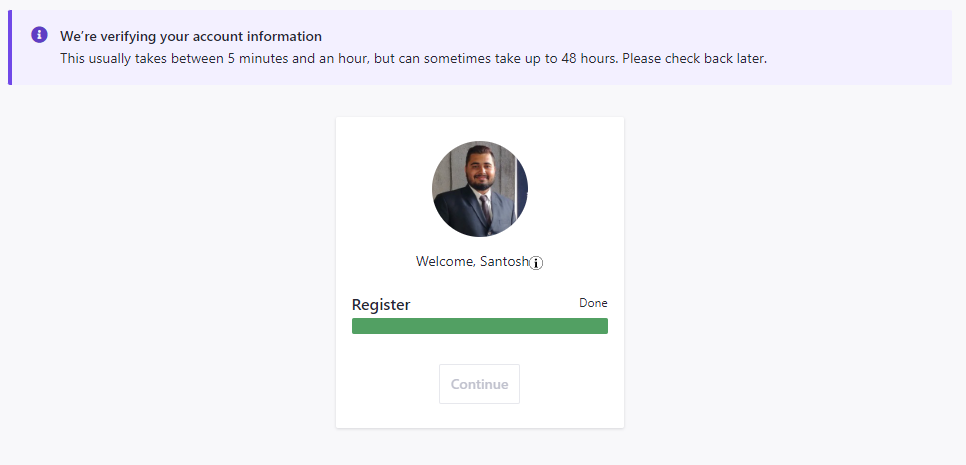 We're verifying your account information
This usually takes between 5 minutes and an hour, but can sometimes take up to 48 hours. Please check back later.
Welcome, Santosh
Register
Done
Continue